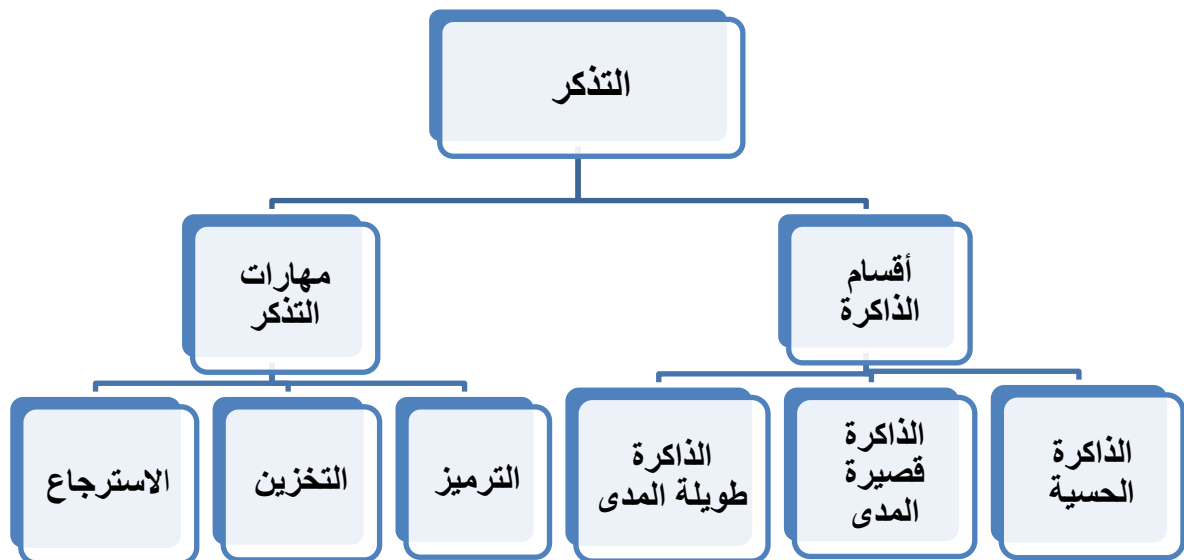 التذكر
أقسام
الذاكرة
مهارات
التذكر
الذاكرة
الحسية
الذاكرة
قصيرة
المدى
الذاكرة
طويلة المدى
الترميز
التخزين
الاسترجاع